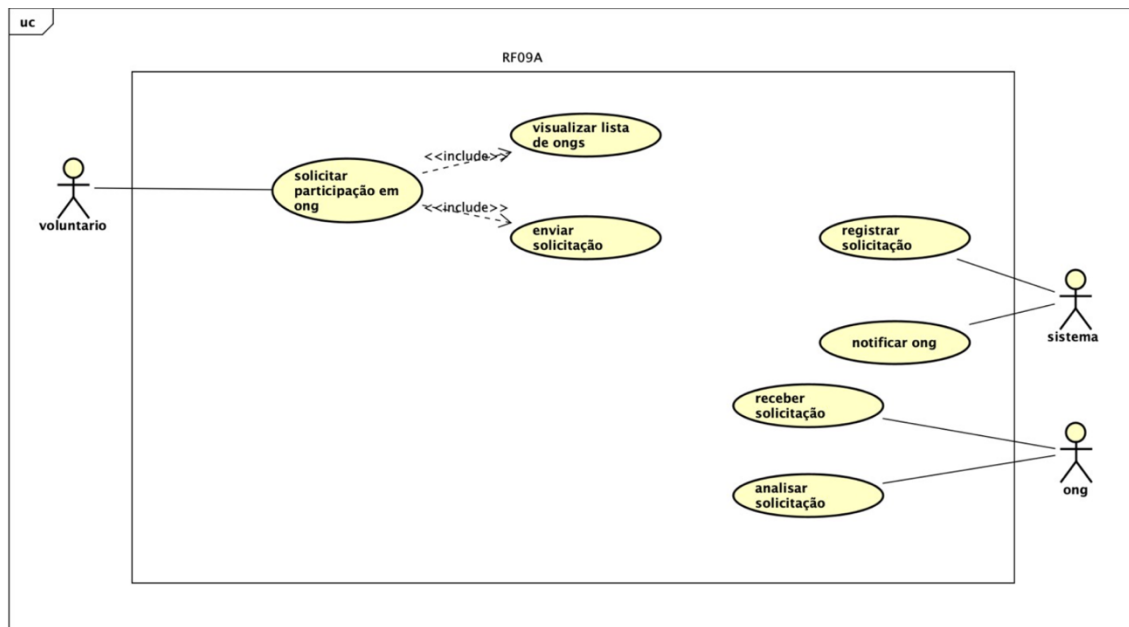 uc
RF09A
visualizar lista
de ongs
<<include>>
solicitar
participação em
ong
<<include>>
enviar
solicitação
voluntario
registrar
solicitação
notificar ong
sistema
receber
solicitação
analisar
solicitação
ong